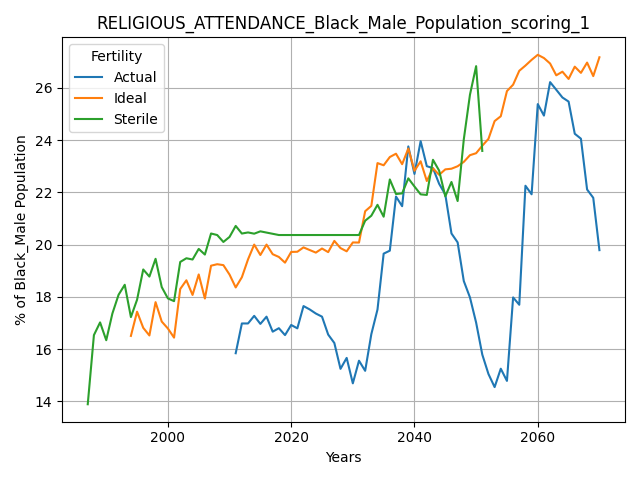 RELIGIOUS_ATTENDANCE_Black_Male_Population_scoring_1
Fertility
Actual
Ideal
Sterile
% of Black_Male Population
26
24
22
20
18
16
14
2000 2020 2040 2060
Years